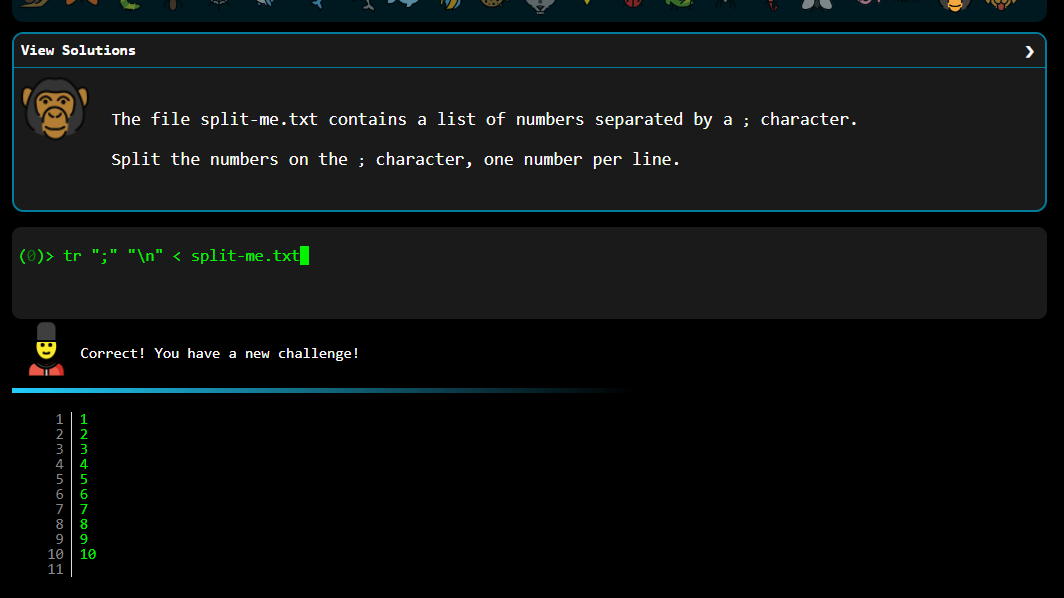 View Solutions ❯
The file split-me.txt contains a list of numbers separated by a ; character.
Split the numbers on the ; character, one number per line.
(0)> tr ";" "\n" < split-me.txt
Correct! You have a new challenge!
1 1
2 2
3 3
4 4
5 5
6 6
7 7
8 8
9 9
10 10
11